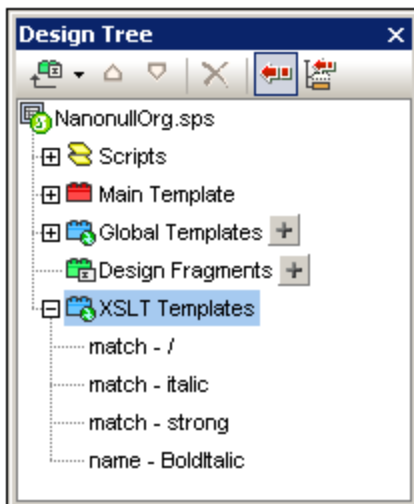 Design Tree
NanonullOrg.sps
Scripts
Main Template
Global Templates
Design Fragments
XSLT Templates
match - /
match - italic
match - strong
name - BoldItalic